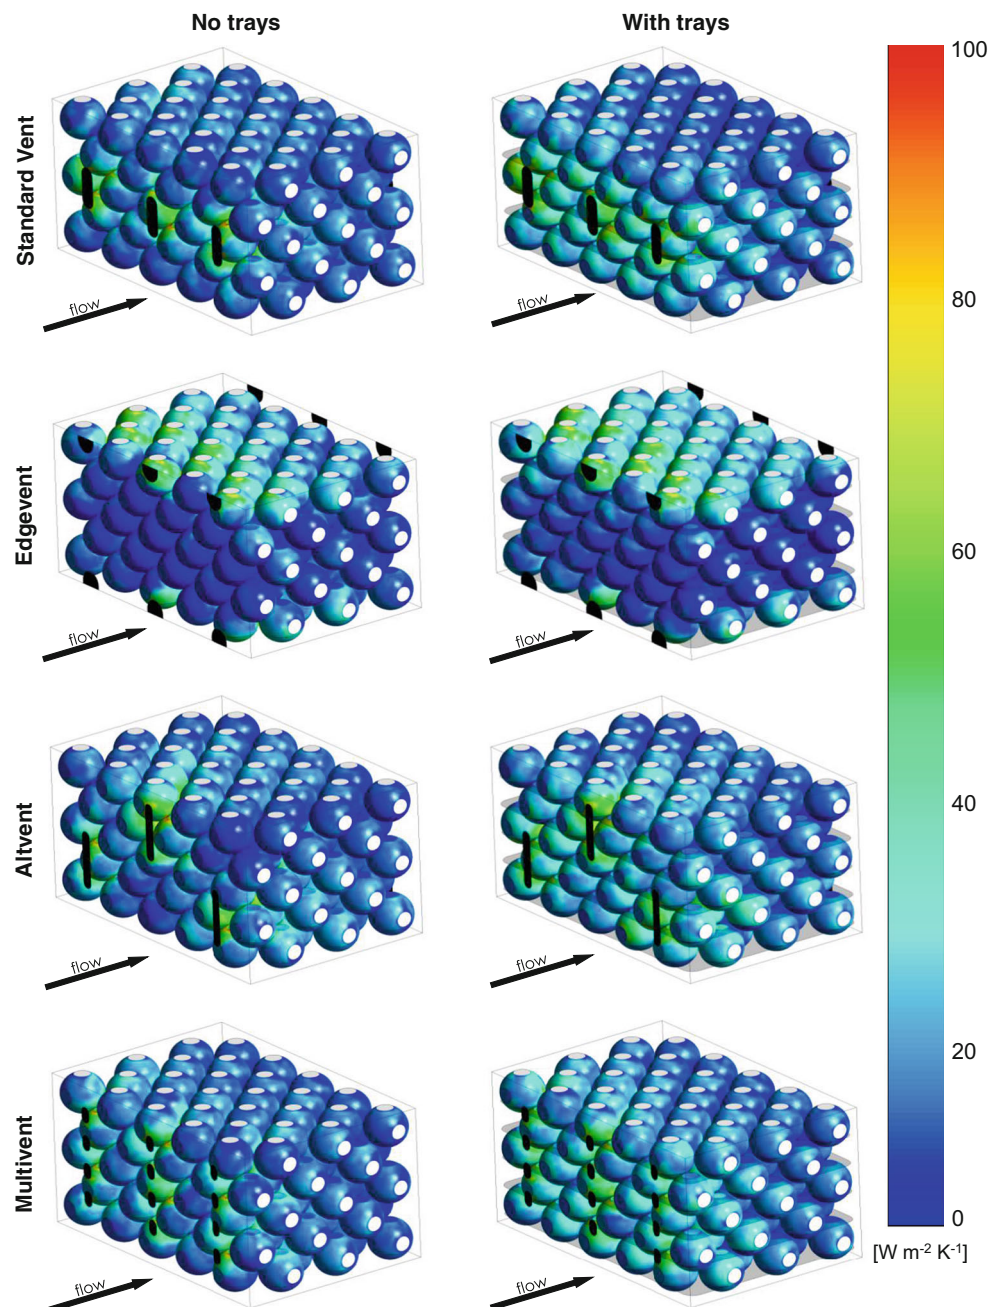 No trays
With trays
100
80
60
40
20
0
[W m-2 K-1]
Standard Vent
flow
flow
Edgevent
flow
flow
Altvent
flow
flow
Multivent
flow
flow